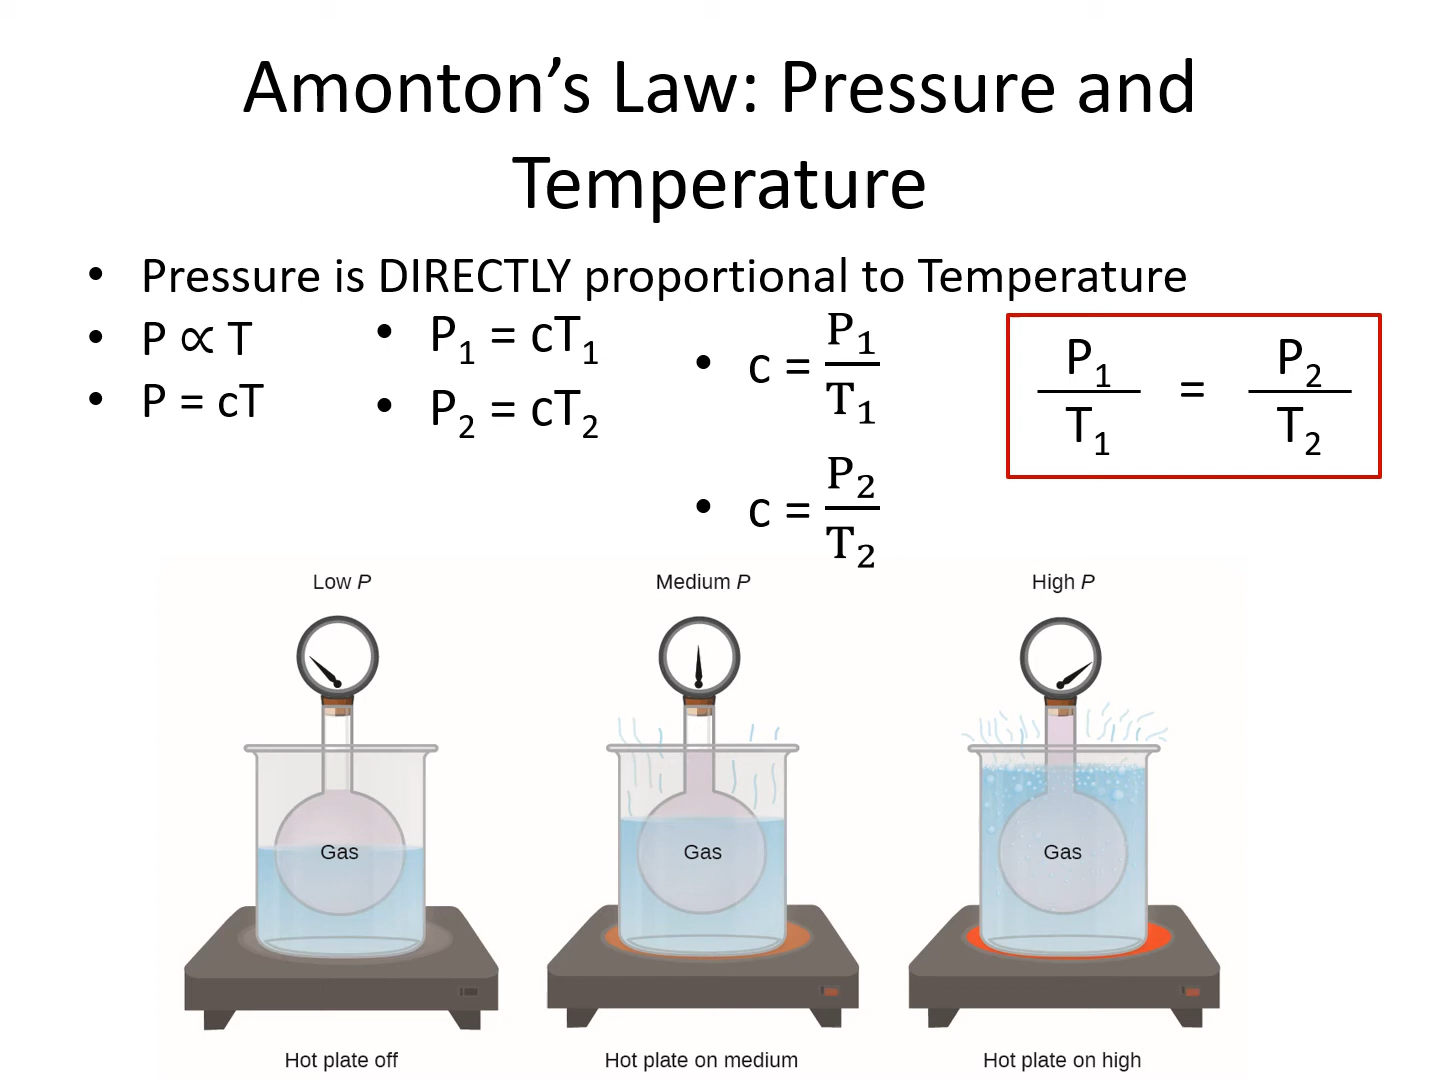 Amonton’s Law: Pressure and
Temperature
• Pressure is DIRECTLY proportional to Temperature
• P ∝ T
• P = cT
• P₁ = cT₁
• P₂ = cT₂
• c = P₁/T₁
• c = P₂/T₂
P₁/T₁ = P₂/T₂
Low P
Medium P
High P
Gas
Gas
Gas
Hot plate off
Hot plate on medium
Hot plate on high